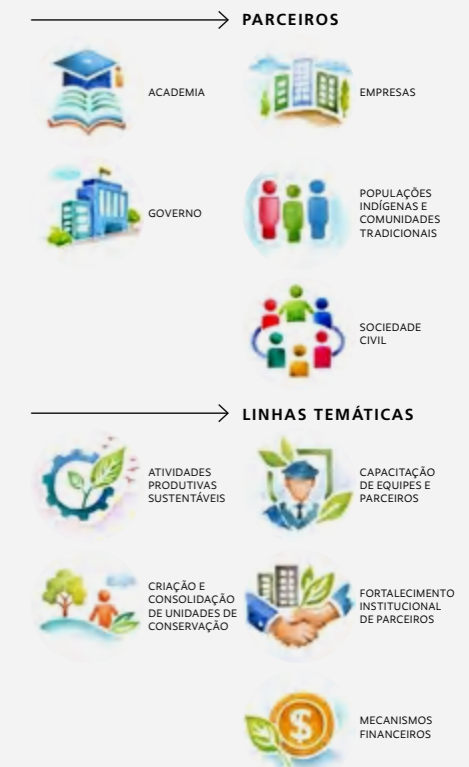 PARCEIROS
ACADEMIA
EMPRESAS
GOVERNO
POPULAÇÕES
INDÍGENAS E
COMUNIDADES
TRADICIONAIS
SOCIEDADE
CIVIL
LINHAS TEMÁTICAS
ATIVIDADES
PRODUTIVAS
SUSTENTÁVEIS
CAPACITAÇÃO
DE EQUIPES E
PARCEIROS
CRIAÇÃO E
CONSOLIDAÇÃO
DE UNIDADES DE
CONSERVAÇÃO
FORTALECIMENTO
INSTITUCIONAL
DE PARCEIROS
MECANISMOS
FINANCEIROS